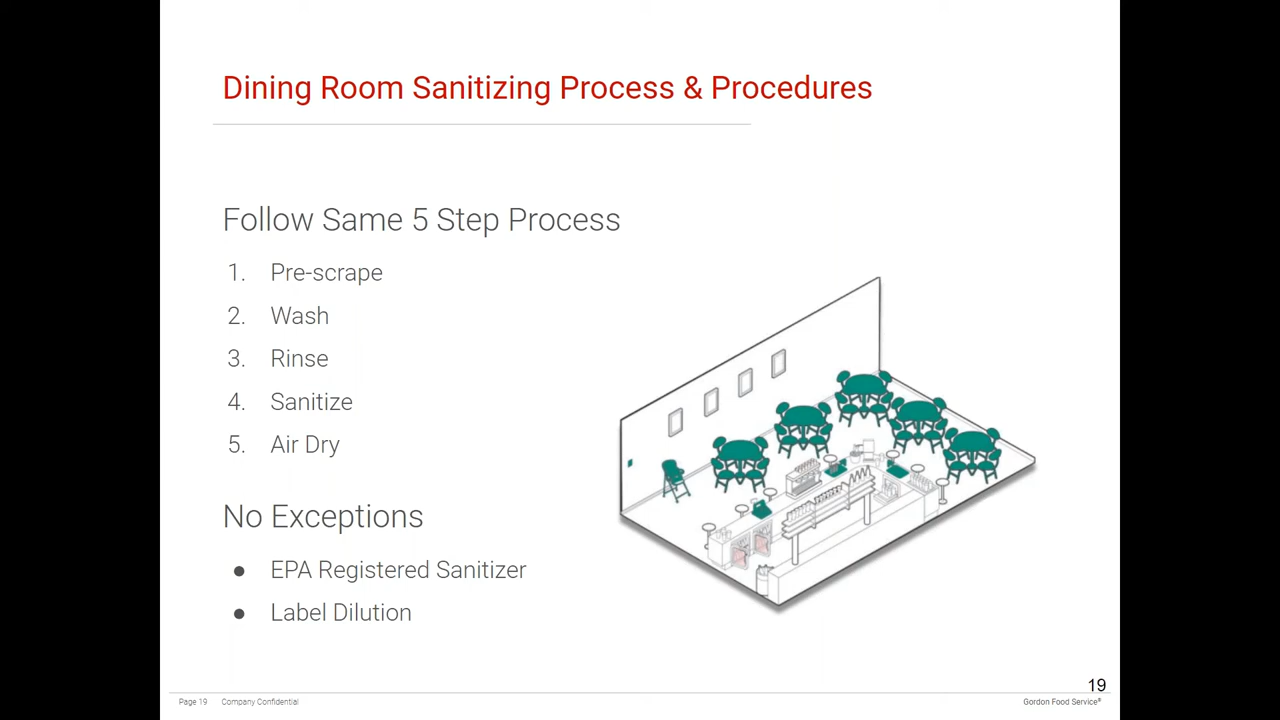 Dining Room Sanitizing Process & Procedures
Follow Same 5 Step Process
1. Pre-scrape
2. Wash
3. Rinse
4. Sanitize
5. Air Dry
No Exceptions
● EPA Registered Sanitizer
● Label Dilution
19
Page 19 Company Confidential Gordon Food Service®